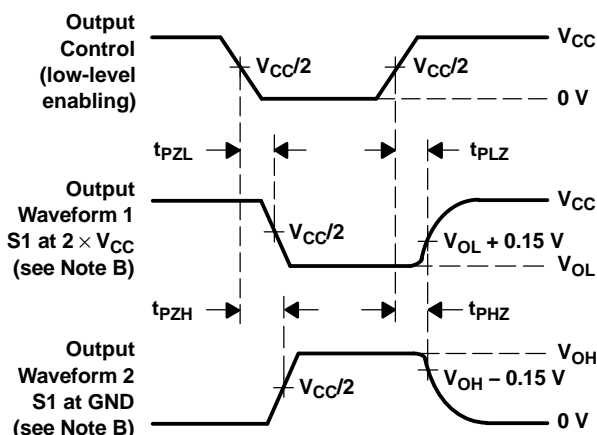 Output
Control
(low-level
enabling)
V_CC
V_CC/2
V_CC/2
0 V
t_PZL
t_PLZ
Output
Waveform 1
S1 at 2 × V_CC
(see Note B)
V_CC
V_CC/2
V_OL + 0.15 V
V_OL
t_PZH
t_PHZ
Output
Waveform 2
S1 at GND
(see Note B)
V_OH
V_OH − 0.15 V
V_CC/2
0 V